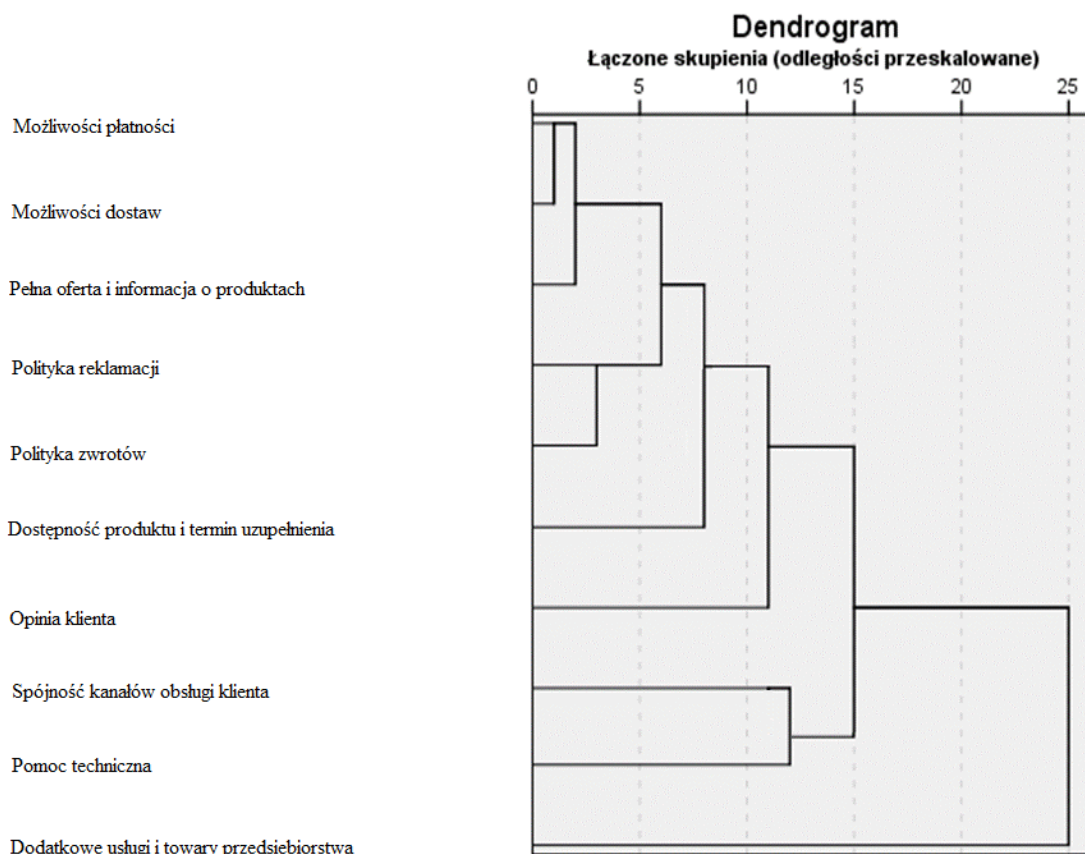 Dendrogram
Łączone skupienia (odległości przeskalowane)
0 5 10 15 20 25
Możliwości płatności
Możliwości dostaw
Pełna oferta i informacja o produktach
Polityka reklamacji
Polityka zwrotów
Dostępność produktu i termin uzupełnienia
Opinia klienta
Spójność kanałów obsługi klienta
Pomoc techniczna
Dodatkowe usługi i towary przedsiębiorstwa